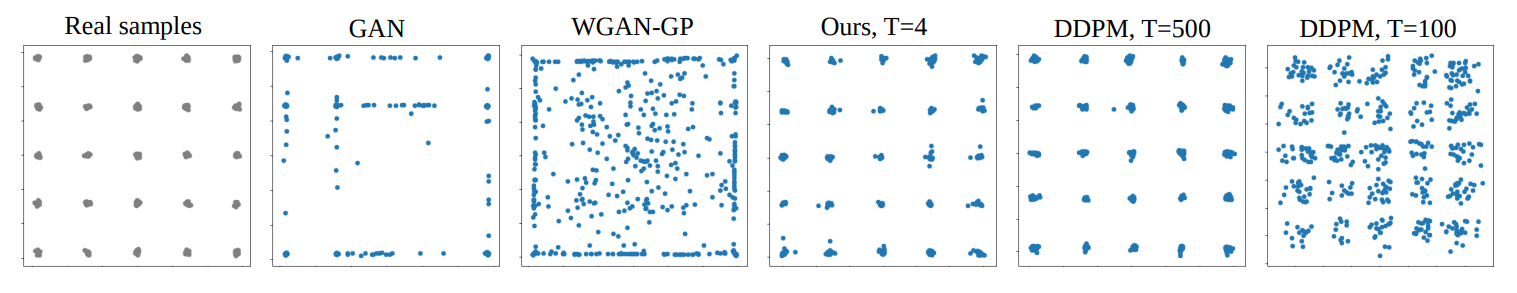 Real samples
GAN
WGAN-GP
Ours, T=4
DDPM, T=500
DDPM, T=100